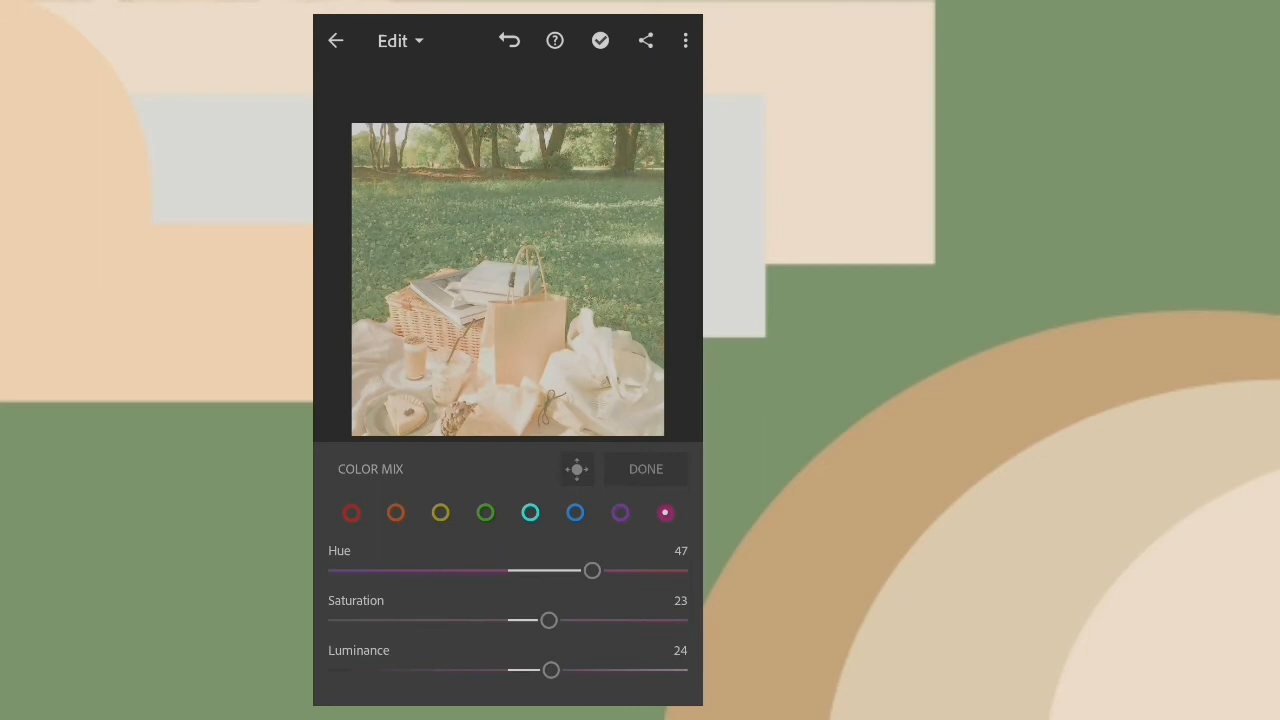 Edit
COLOR MIX
DONE
Hue 47
Saturation 23
Luminance 24